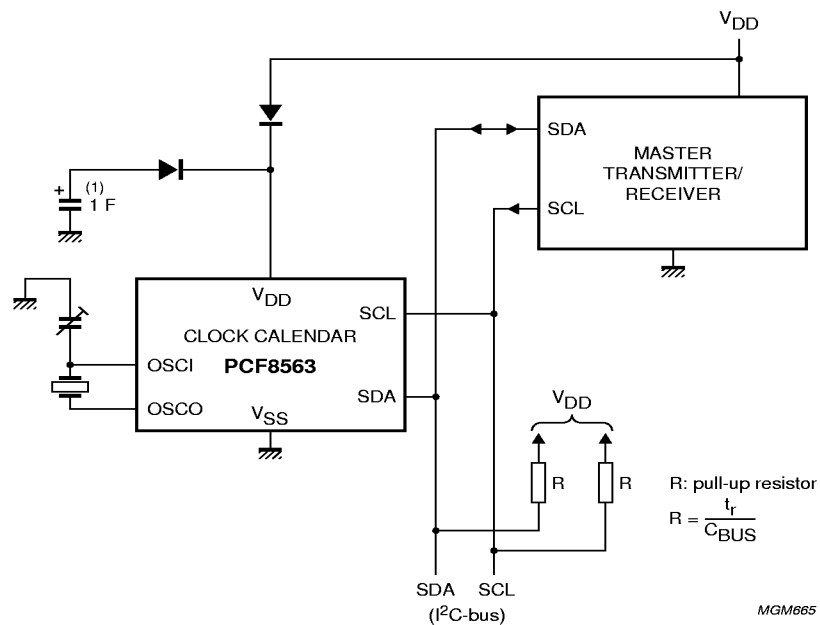 VDD
SDA
MASTER
TRANSMITTER/
RECEIVER
SCL
(1)
+
1 F
VDD
SCL
CLOCK CALENDAR
OSCI
PCF8563
SDA
OSCO
VSS
VDD
R
R
R: pull-up resistor
R = tr / CBUS
SDA SCL
(I²C-bus)
MGM665